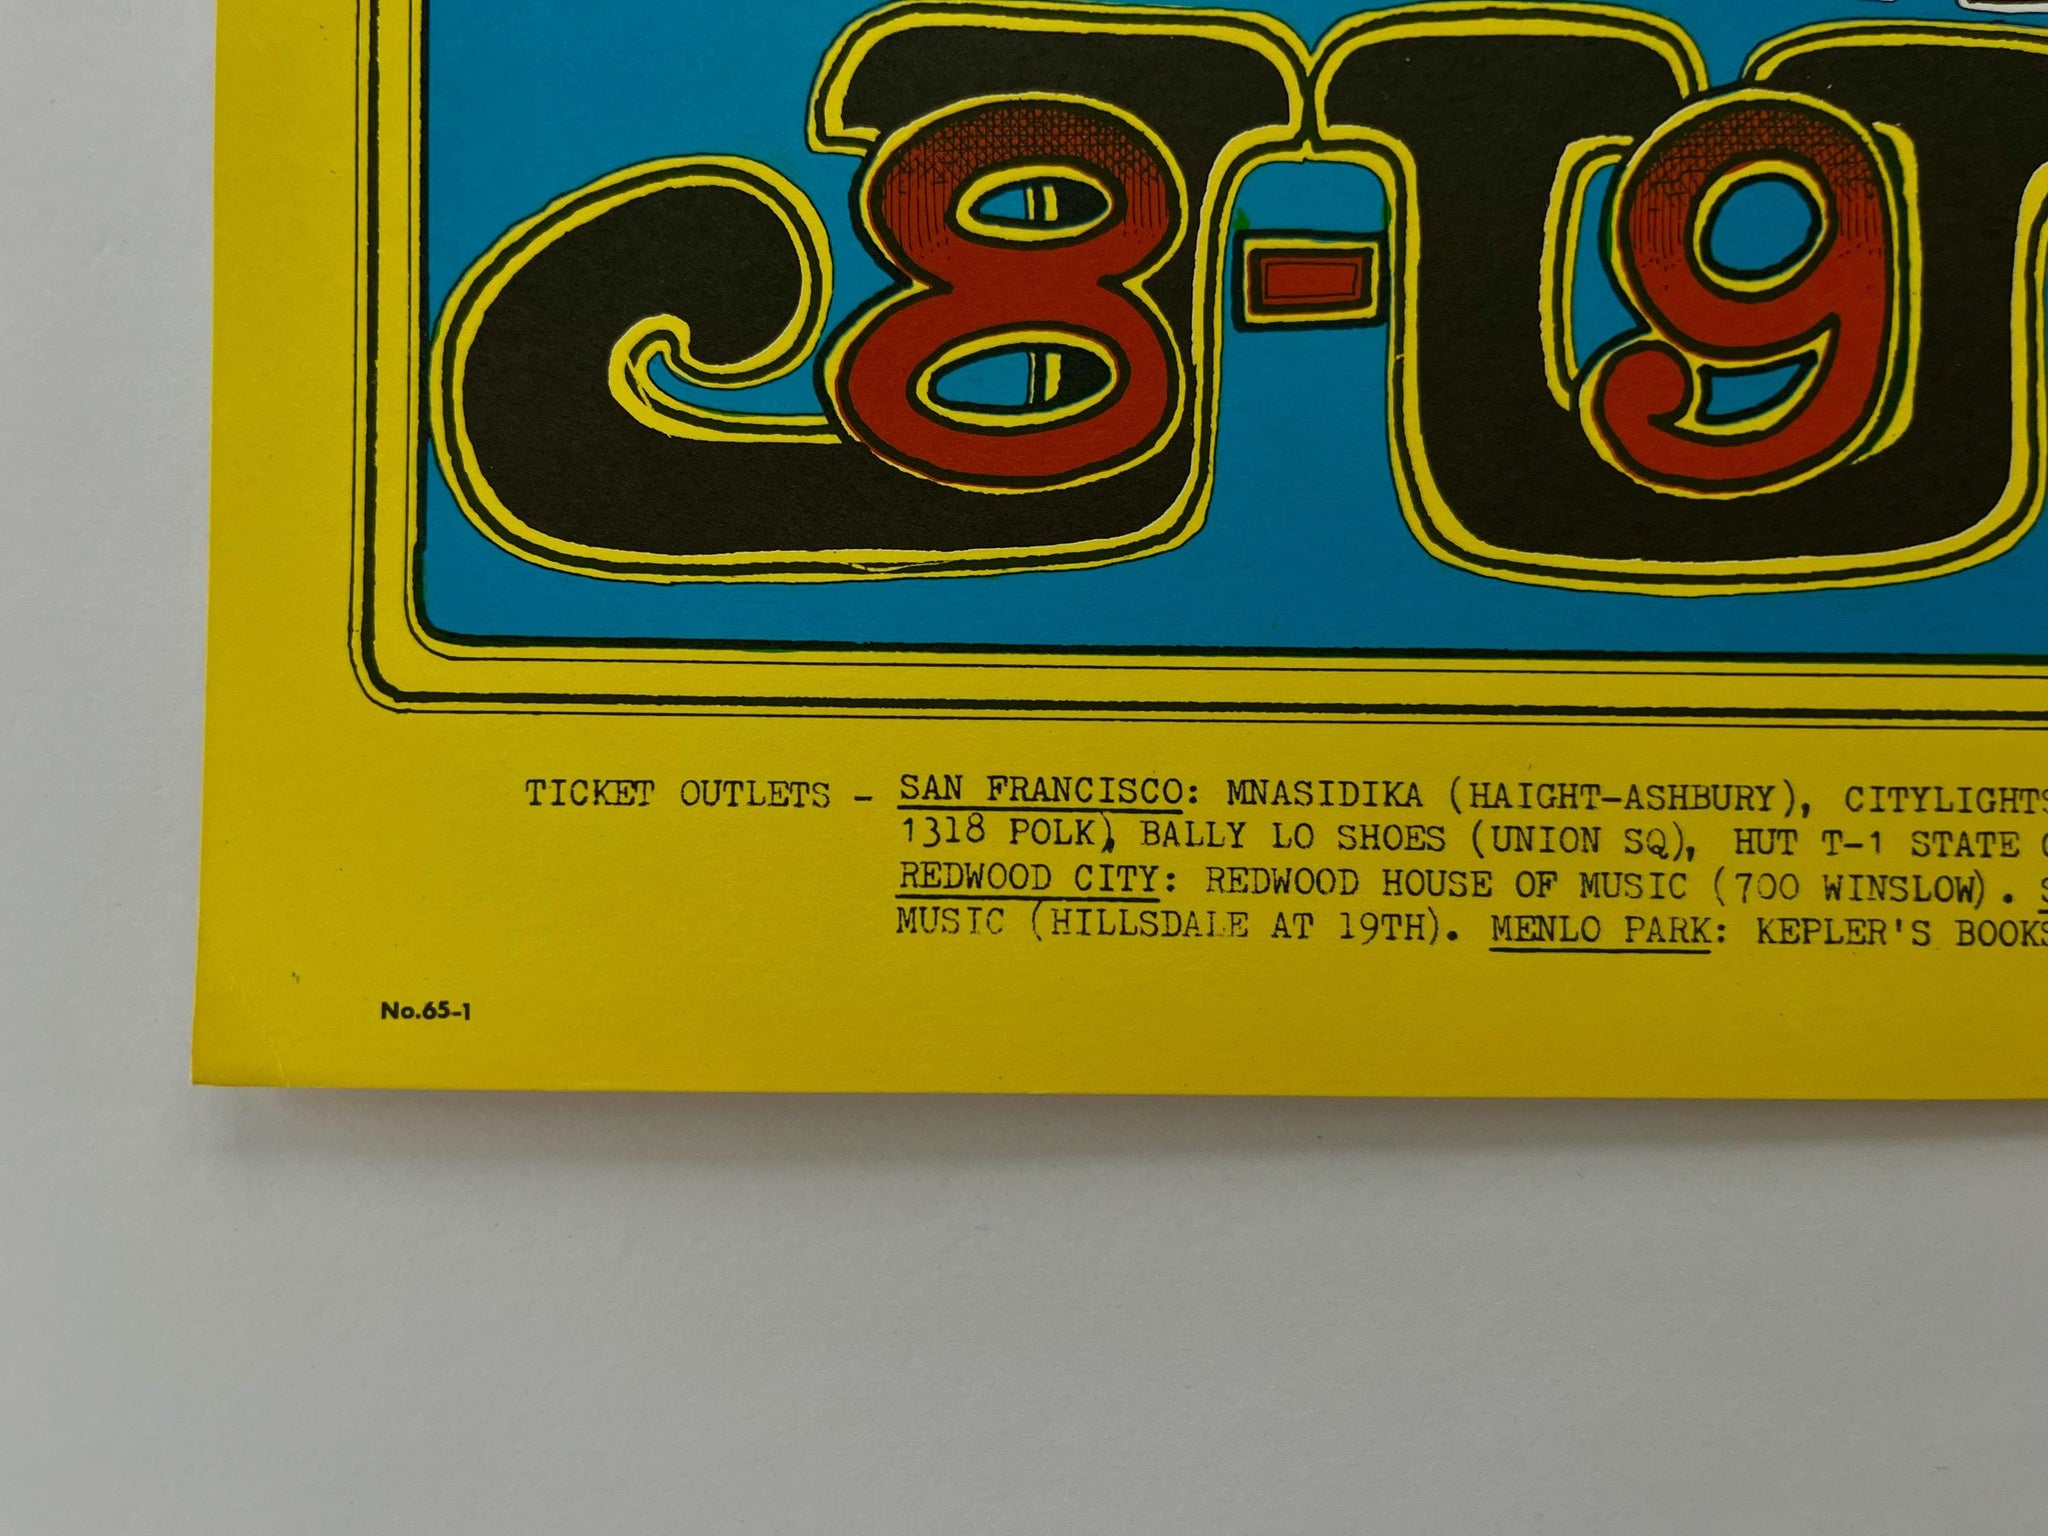 JU
8-9
TICKET OUTLETS - SAN FRANCISCO: MNASIDIKA (HAIGHT-ASHBURY), CITYLIGHTS
1318 POLK), BALLY LO SHOES (UNION SQ), HUT T-1 STATE
REDWOOD CITY: REDWOOD HOUSE OF MUSIC (700 WINSLOW).
MUSIC (HILLSDALE AT 19TH). MENLO PARK: KEPLER'S BOOKS
No.65-1